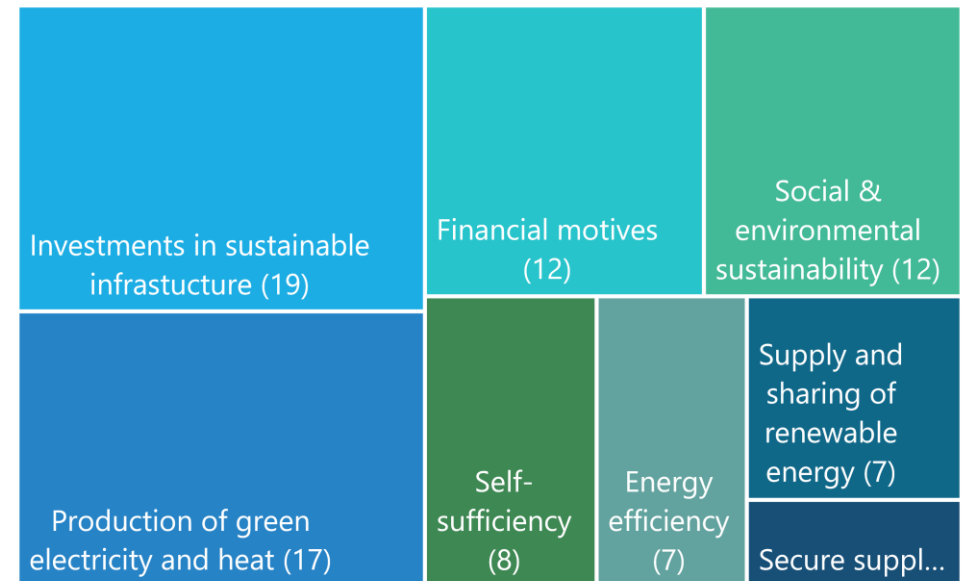 Investments in sustainable
infrastucture (19)
Financial motives
(12)
Social &
environmental
sustainability (12)
Production of green
electricity and heat (17)
Self-
sufficiency
(8)
Energy
efficiency
(7)
Supply and
sharing of
renewable
energy (7)
Secure suppl...